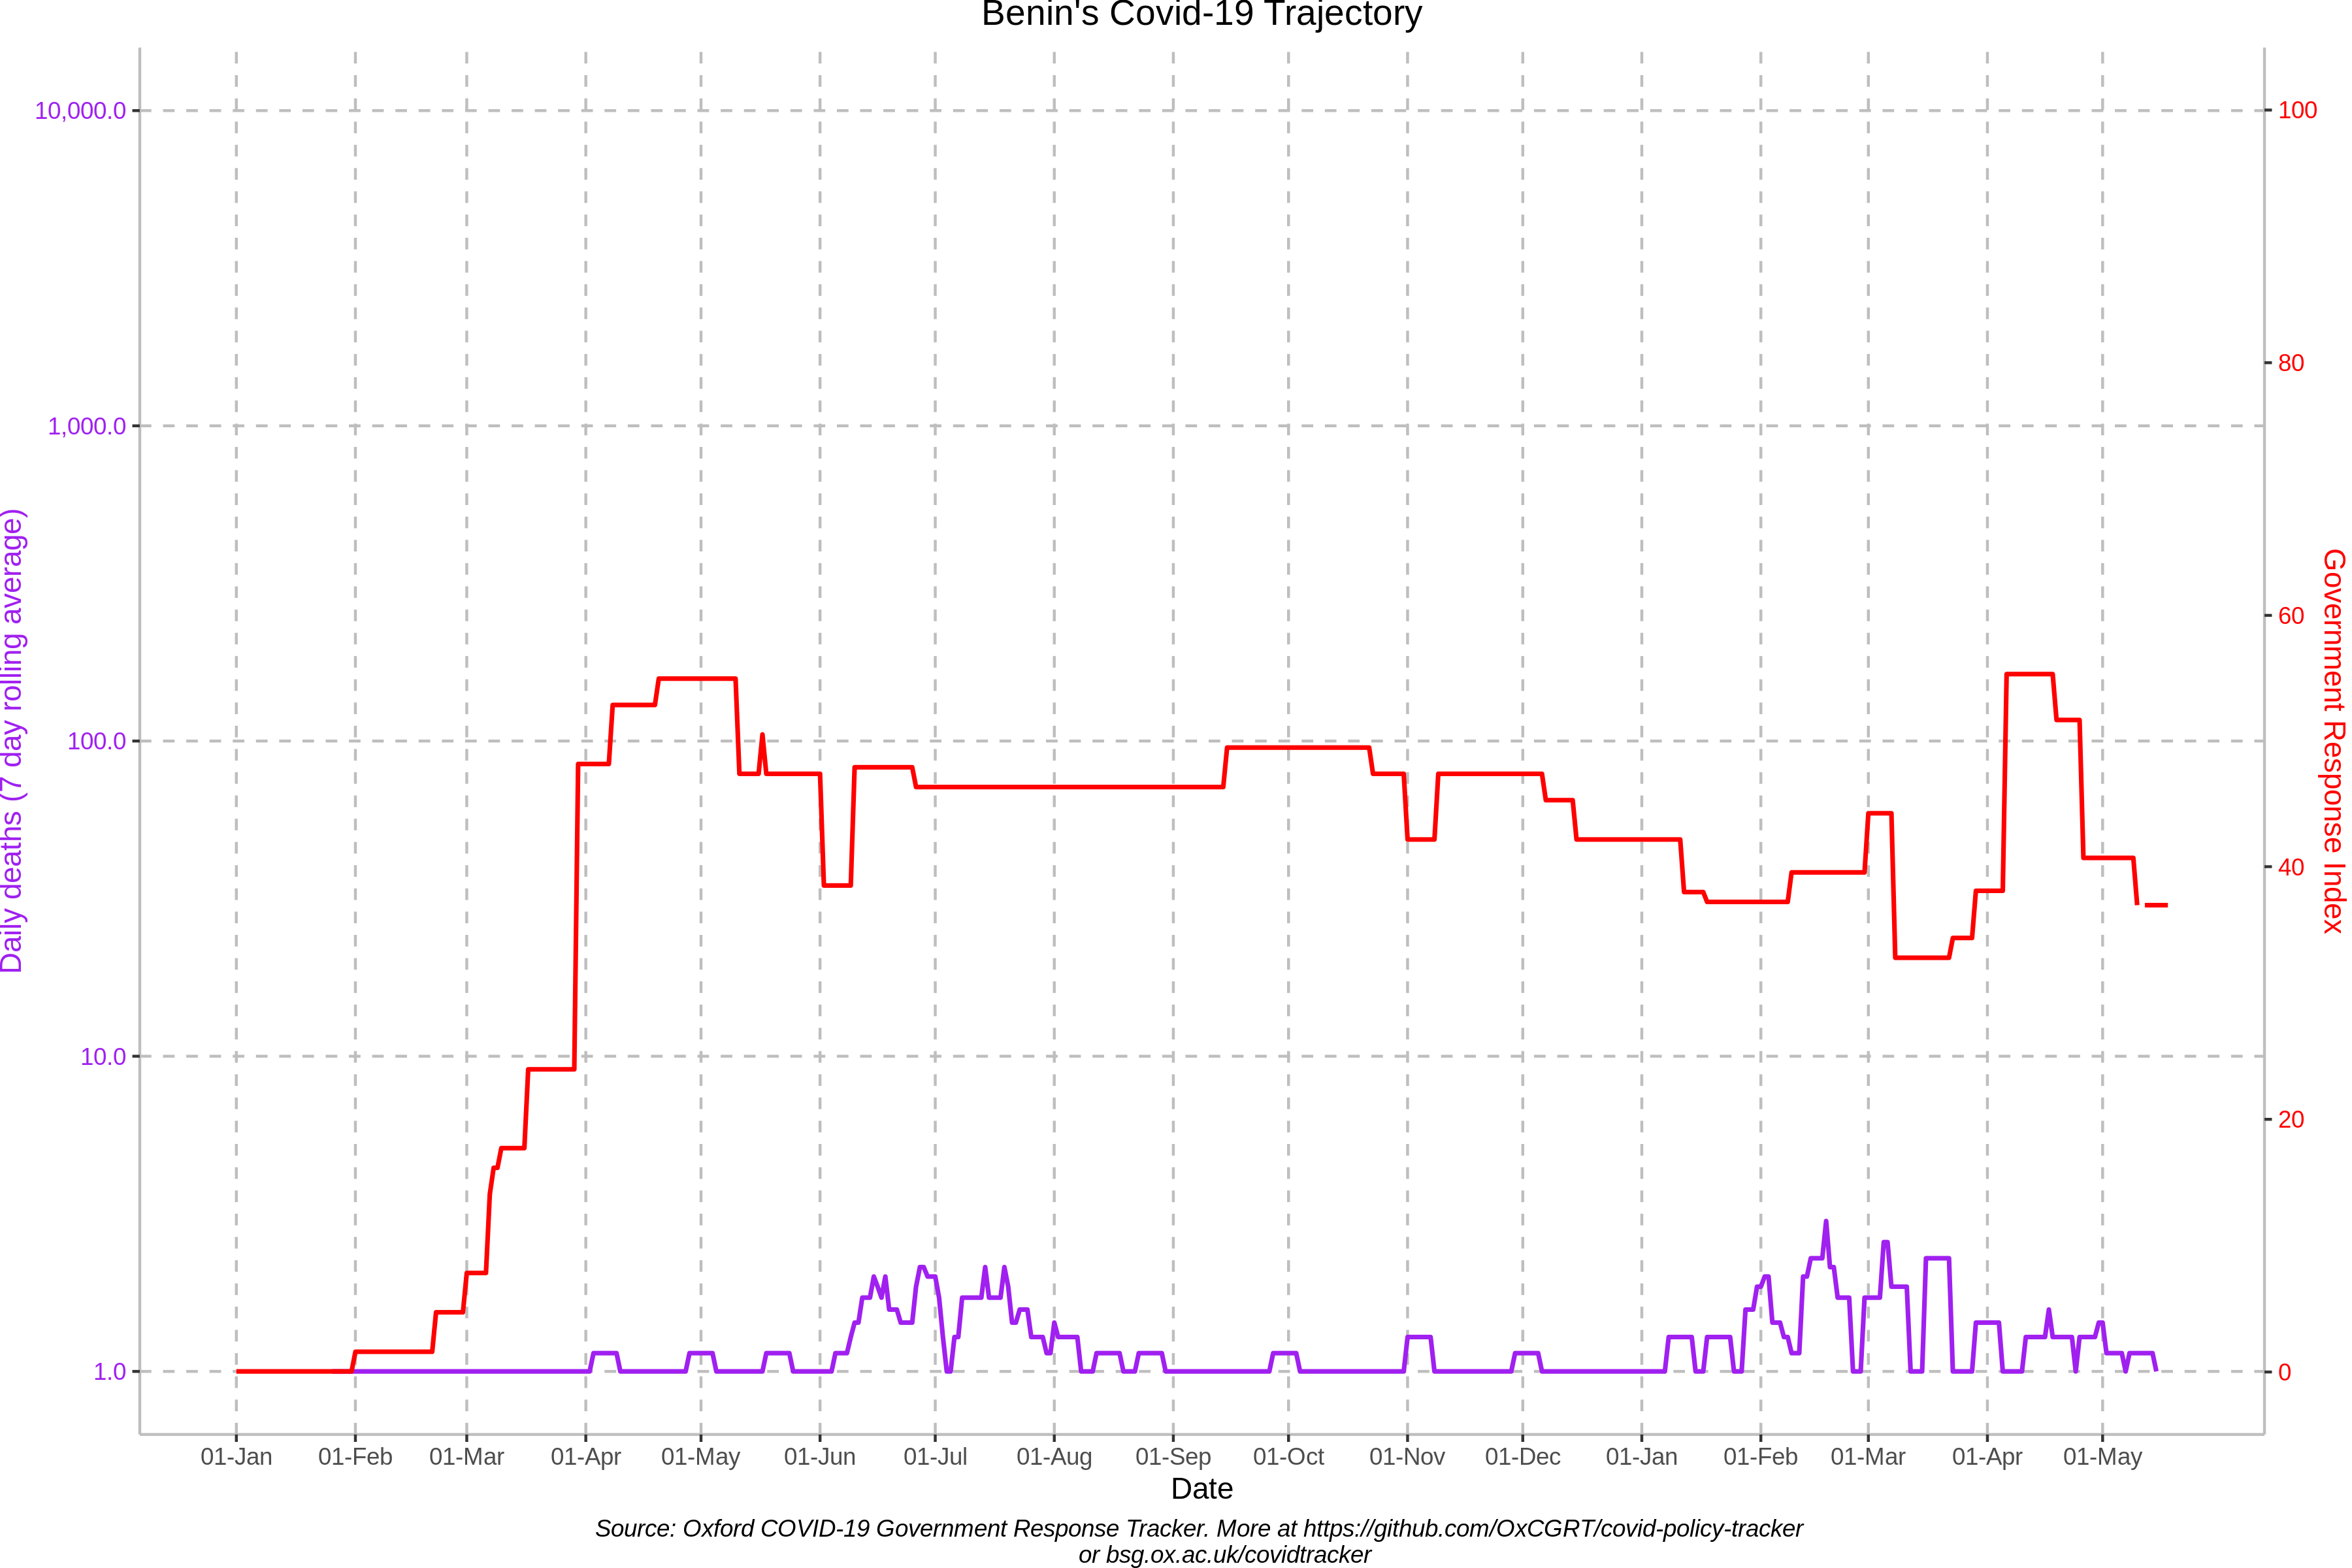 Benin's Covid-19 Trajectory
10,000.0
1,000.0
100.0
10.0
1.0
Daily deaths (7 day rolling average)
100
80
60
40
20
0
Government Response Index
01-Jan 01-Feb 01-Mar 01-Apr 01-May 01-Jun 01-Jul 01-Aug 01-Sep 01-Oct 01-Nov 01-Dec 01-Jan 01-Feb 01-Mar 01-Apr 01-May
Date
Source: Oxford COVID-19 Government Response Tracker. More at https://github.com/OxCGRT/covid-policy-tracker
or bsg.ox.ac.uk/covidtracker